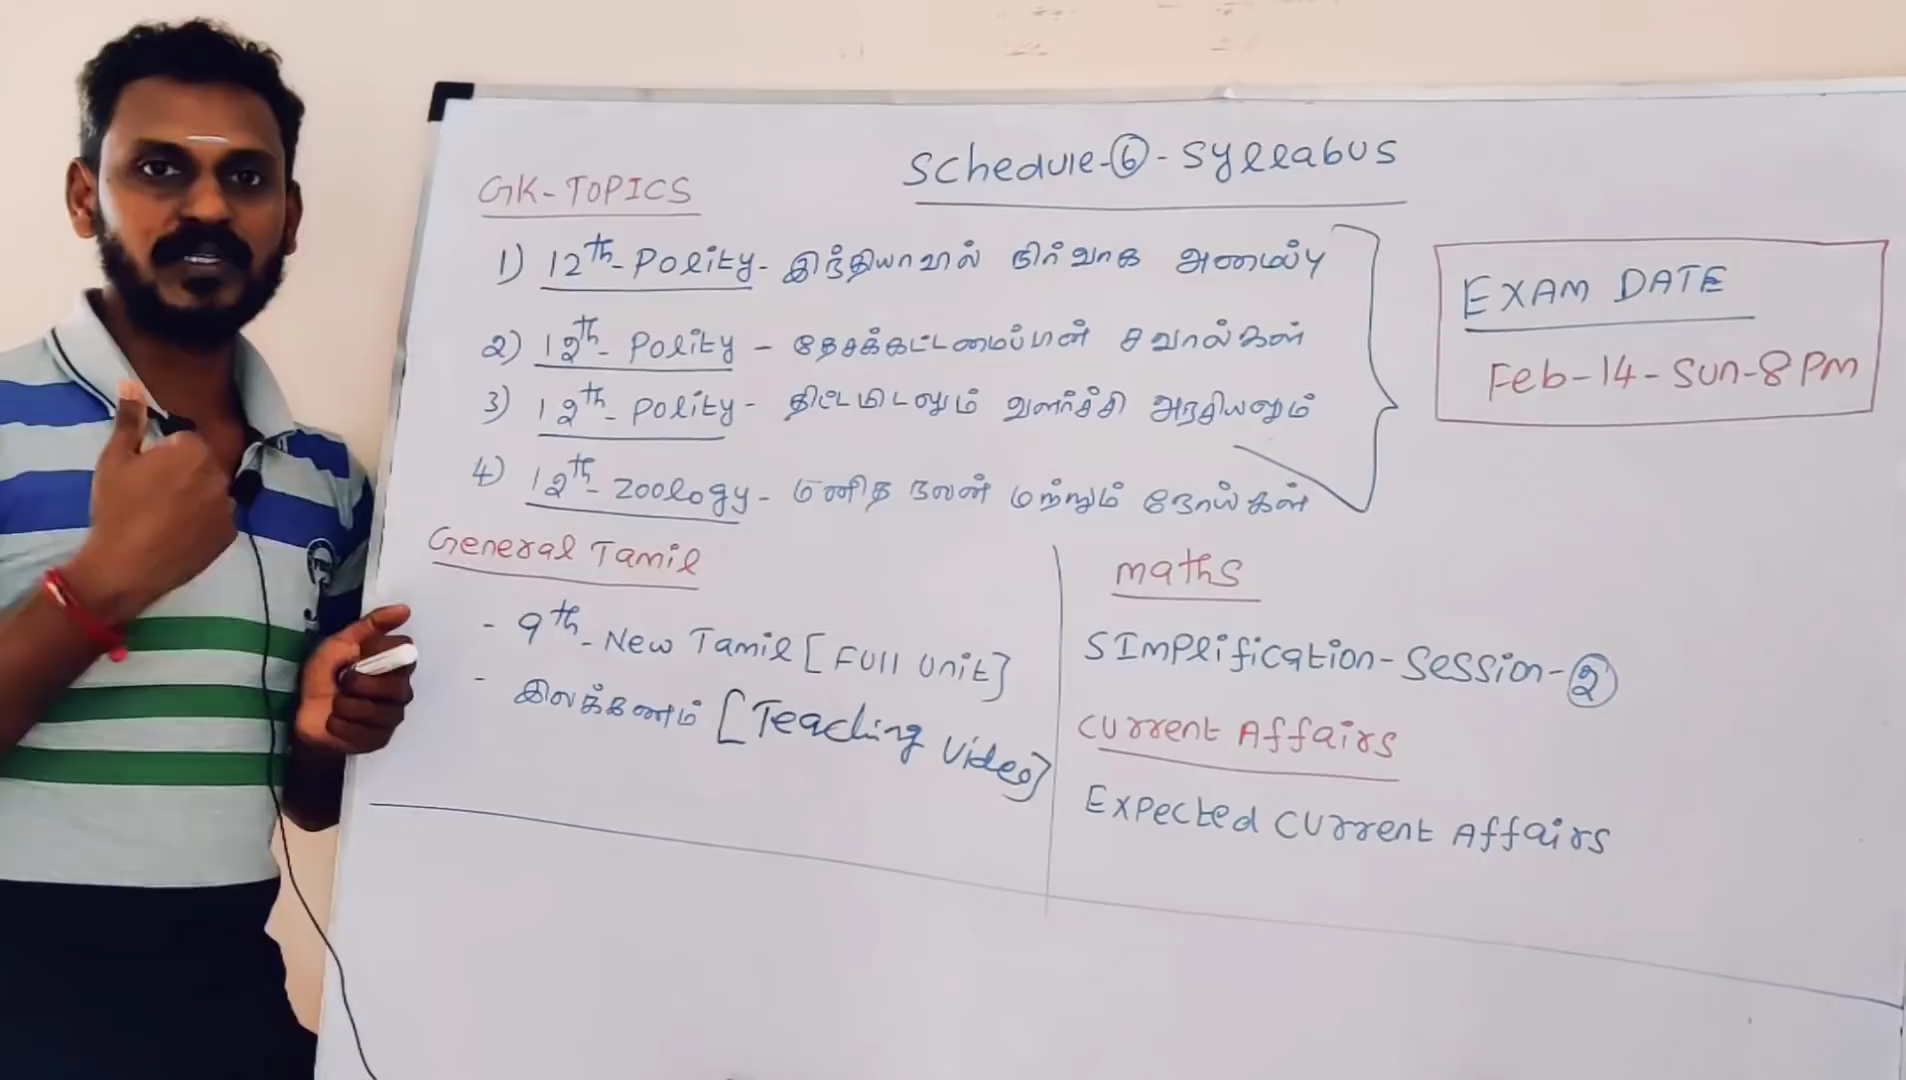 Schedule-⑥-Syllabus
GK-TOPICS
1) 12th-Polity- இந்தியாவில் நிர்வாக அமைப்பு
2) 12th-Polity - தேசக்கட்டமைப்பின் சவால்கள்
3) 12th-Polity- திட்டமிடலும் வளர்ச்சி அரசியலும்
4) 12th-Zoology- மனித நலன் மற்றும் நோய்கள்
EXAM DATE
Feb-14-Sun-8PM
General Tamil
- 9th-New Tamil [Full Unit]
- இலக்கணம் [Teaching Video]
maths
SImplification-Session-②
Current Affairs
Expected Current Affairs